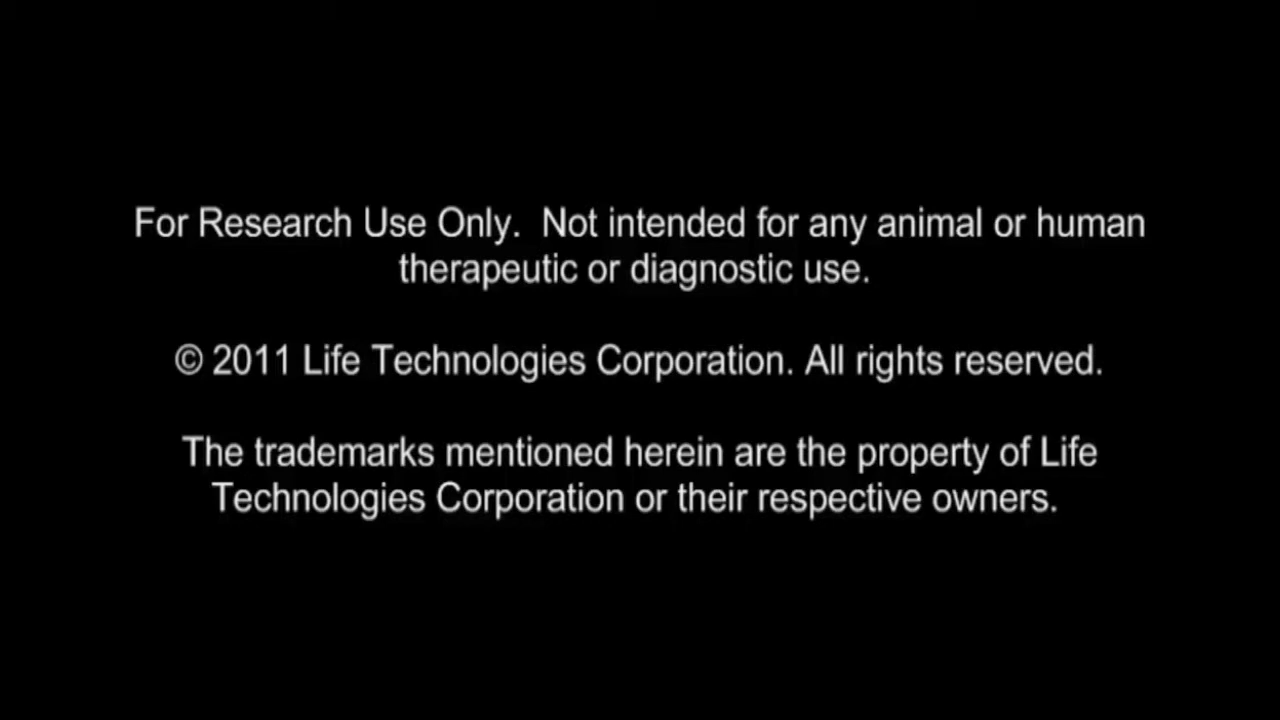 For Research Use Only.  Not intended for any animal or human
therapeutic or diagnostic use.
© 2011 Life Technologies Corporation. All rights reserved.
The trademarks mentioned herein are the property of Life
Technologies Corporation or their respective owners.